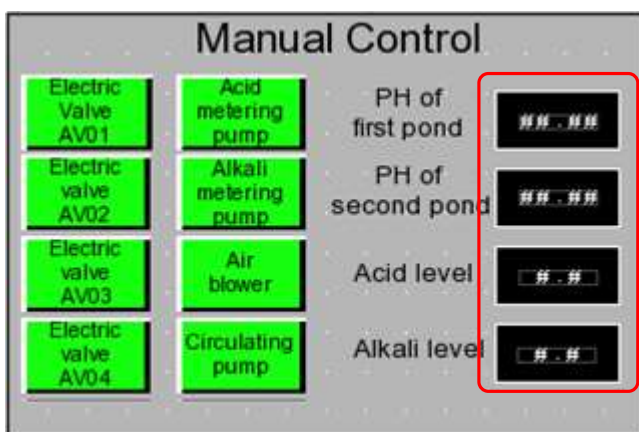 Manual Control
Electric
Valve
AV01
Acid
metering
pump
PH of
first pond
##.##
Electric
valve
AV02
Alkali
metering
pump
PH of
second pond
##.##
Electric
valve
AV03
Air
blower
Acid level
#.#
Electric
valve
AV04
Circulating
pump
Alkali level
#.#